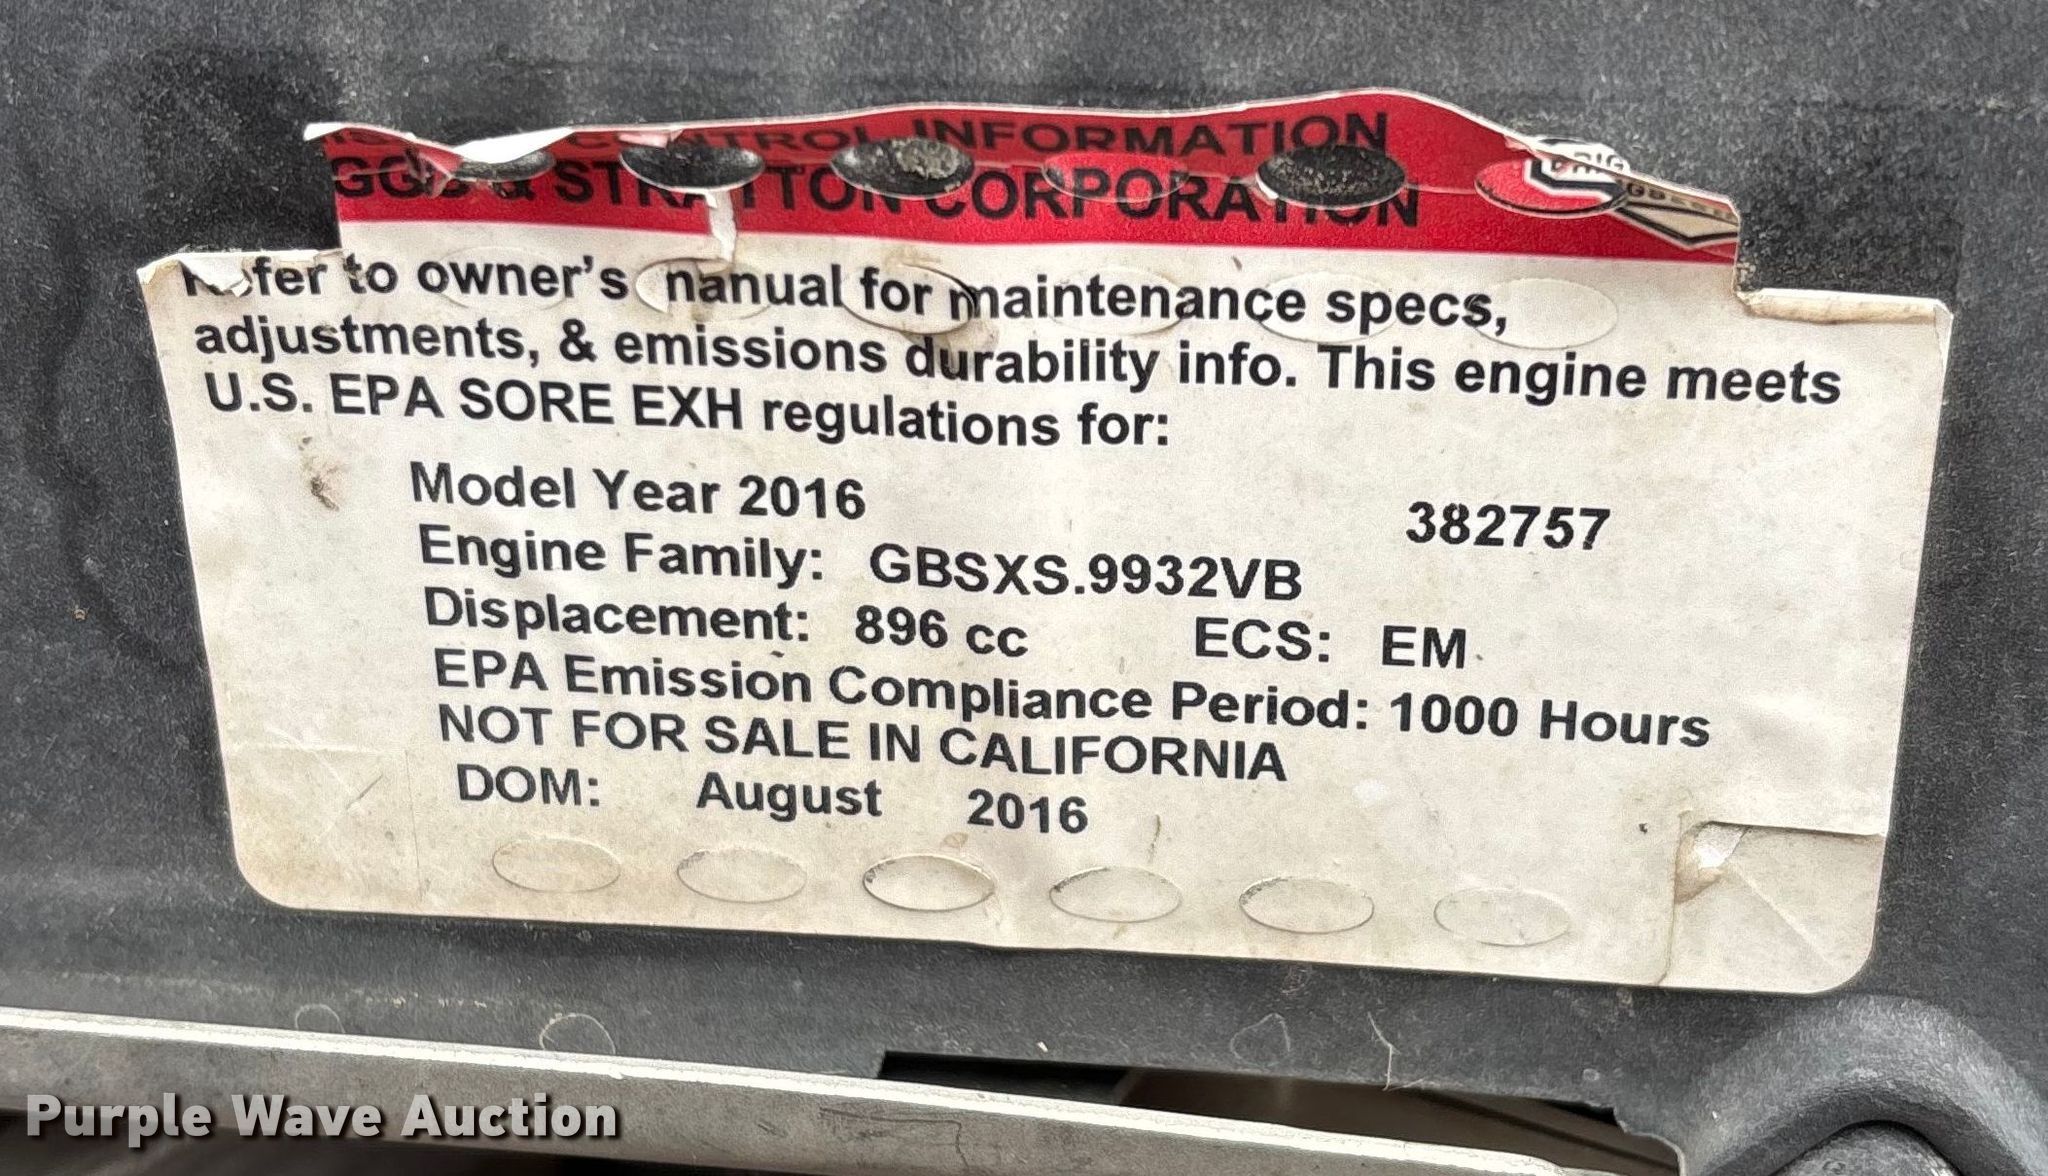 CONTROL INFORMATION
GGS & STRATTON CORPORATION
Refer to owner's manual for maintenance specs,
adjustments, & emissions durability info. This engine meets
U.S. EPA SORE EXH regulations for:
Model Year 2016
382757
Engine Family: GBSXS.9932VB
Displacement: 896 cc ECS: EM
EPA Emission Compliance Period: 1000 Hours
NOT FOR SALE IN CALIFORNIA
DOM: August 2016
Purple Wave Auction